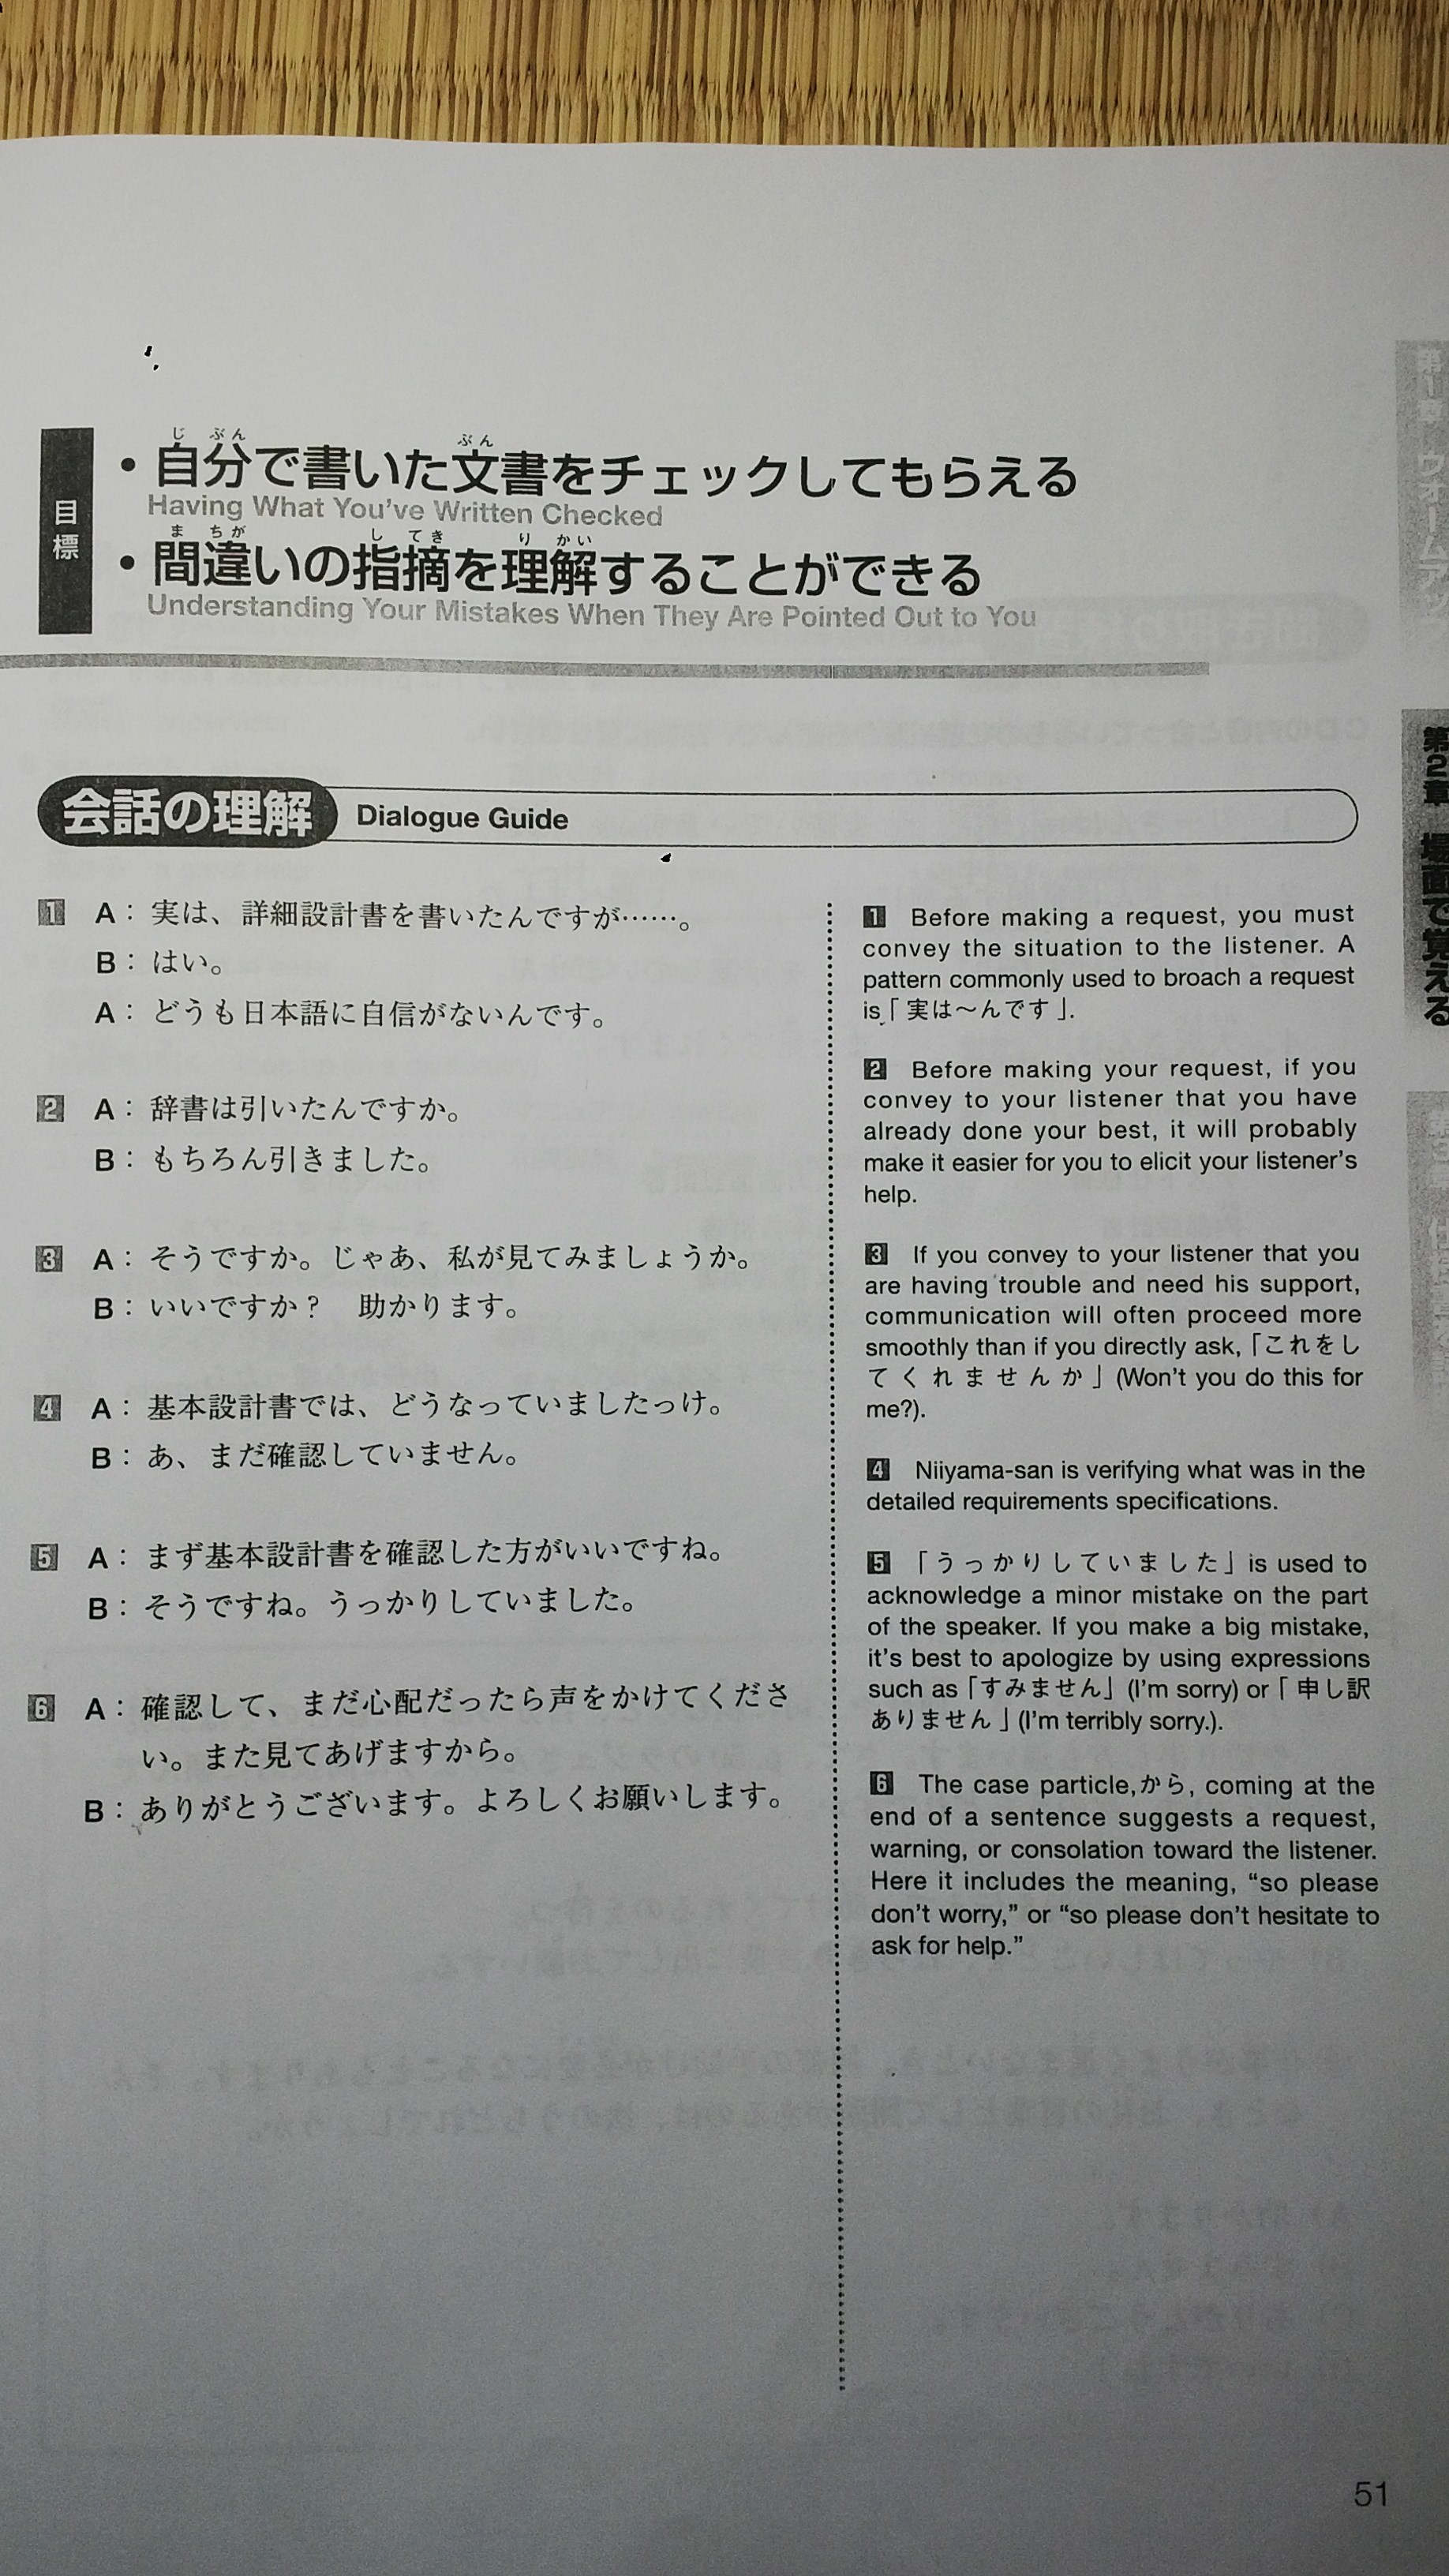 目標
• 自分で書いた文書をチェックしてもらえる
Having What You've Written Checked
• 間違いの指摘を理解することができる
Understanding Your Mistakes When They Are Pointed Out to You
会話の理解 Dialogue Guide
1 A：実は、詳細設計書を書いたんですが……。
B：はい。
A：どうも日本語に自信がないんです。
2 A：辞書は引いたんですか。
B：もちろん引きました。
3 A：そうですか。じゃあ、私が見てみましょうか。
B：いいですか？ 助かります。
4 A：基本設計書では、どうなっていましたっけ。
B：あ、まだ確認していません。
5 A：まず基本設計書を確認した方がいいですね。
B：そうですね。うっかりしていました。
6 A：確認して、まだ心配だったら声をかけてくださ
い。また見てあげますから。
B：ありがとうございます。よろしくお願いします。
1 Before making a request, you must
convey the situation to the listener. A
pattern commonly used to broach a request
is「実は〜んです」.
2 Before making your request, if you
convey to your listener that you have
already done your best, it will probably
make it easier for you to elicit your listener's
help.
3 If you convey to your listener that you
are having trouble and need his support,
communication will often proceed more
smoothly than if you directly ask,「これをし
てくれませんか」(Won't you do this for
me?).
4 Niiyama-san is verifying what was in the
detailed requirements specifications.
5 「うっかりしていました」is used to
acknowledge a minor mistake on the part
of the speaker. If you make a big mistake,
it's best to apologize by using expressions
such as「すみません」(I'm sorry) or「申し訳
ありません」(I'm terribly sorry.).
6 The case particle,から, coming at the
end of a sentence suggests a request,
warning, or consolation toward the listener.
Here it includes the meaning, "so please
don't worry," or "so please don't hesitate to
ask for help."
51